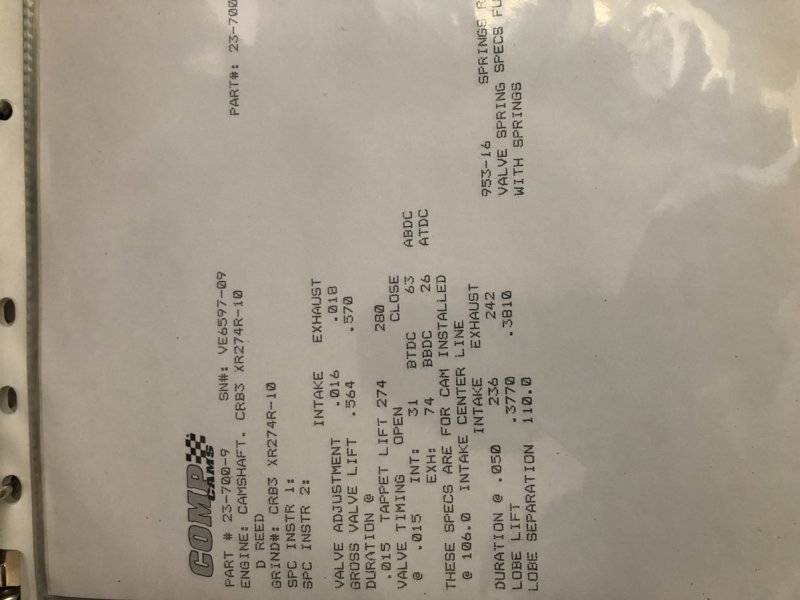 COMP
CAMS
PART # 23-700-9 SN#: VE6597-09 PART#: 23-700
ENGINE: CAMSHAFT. CRB3 XR274R-10
D REED
GRIND#: CRB3 XR274R-10
SPC INSTR 1:
SPC INSTR 2:
INTAKE EXHAUST
VALVE ADJUSTMENT .016 .018
GROSS VALVE LIFT .564 .570
DURATION @
.015 TAPPET LIFT 274 280
VALVE TIMING OPEN CLOSE
@ .015 INT: 31 BTDC 63 ABDC
EXH: 74 BBDC 26 ATDC
THESE SPECS ARE FOR CAM INSTALLED
@ 106.0 INTAKE CENTER LINE
INTAKE EXHAUST 953-16 SPRINGS R
DURATION @ .050 236 242 VALVE SPRING SPECS FU
LOBE LIFT .3770 .3810 WITH SPRINGS
LOBE SEPARATION 110.0